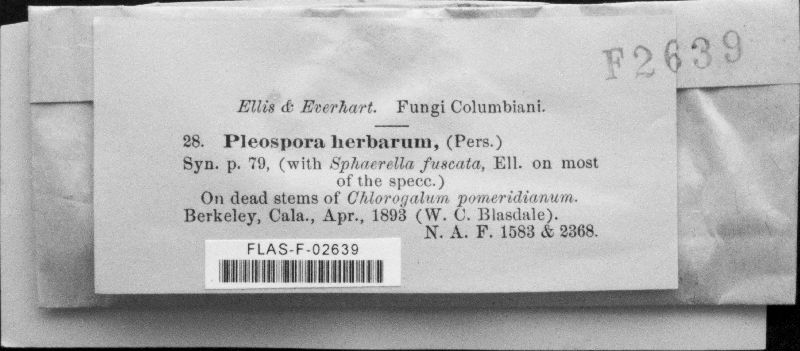 F2639
Ellis & Everhart. Fungi Columbiani.
28. Pleospora herbarum, (Pers.)
Syn. p. 79, (with Sphaerella fuscata, Ell. on most
of the specc.)
On dead stems of Chlorogalum pomeridianum.
Berkeley, Cala., Apr., 1893 (W. C. Blasdale).
N. A. F. 1583 & 2368.
FLAS-F-02639